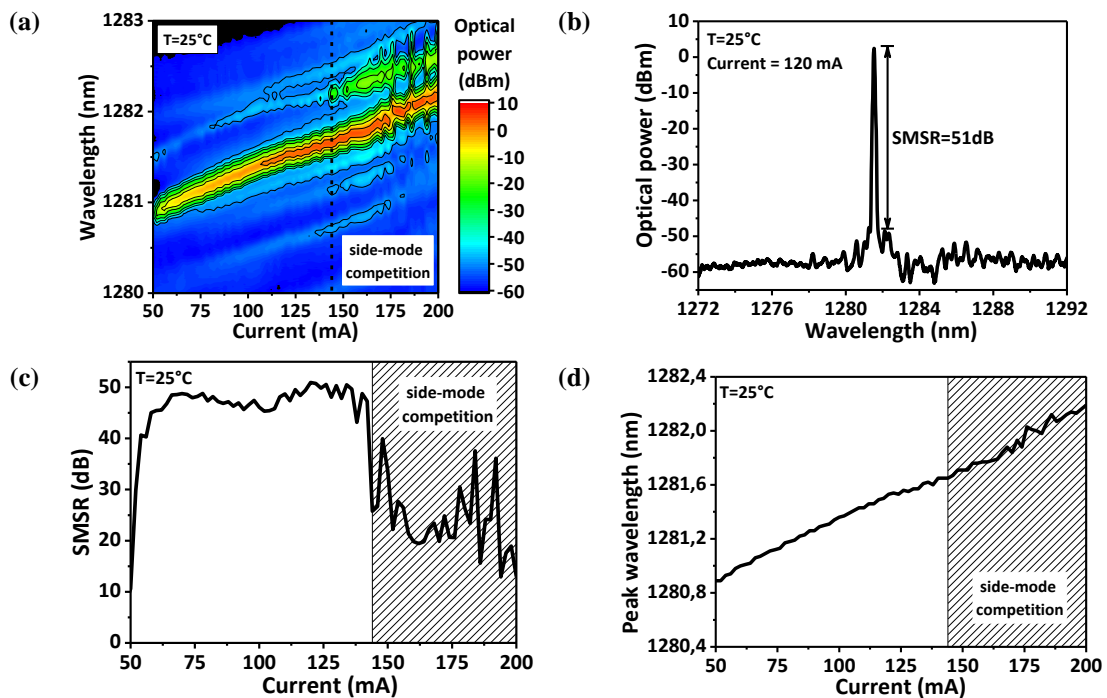 (a)
T=25°C
Wavelength (nm)
1283
1282
1281
1280
50 75 100 125 150 175 200
Current (mA)
side-mode
competition
Optical
power
(dBm)
10
0
-10
-20
-30
-40
-50
-60
(b)
T=25°C
Current = 120 mA
SMSR=51dB
Optical power (dBm)
10
0
-10
-20
-30
-40
-50
-60
1272 1276 1280 1284 1288 1292
Wavelength (nm)
(c)
T=25°C
side-mode
competition
SMSR (dB)
50
40
30
20
10
0
50 75 100 125 150 175 200
Current (mA)
(d)
T=25°C
side-mode
competition
Peak wavelength (nm)
1282,4
1282,0
1281,6
1281,2
1280,8
1280,4
50 75 100 125 150 175 200
Current (mA)